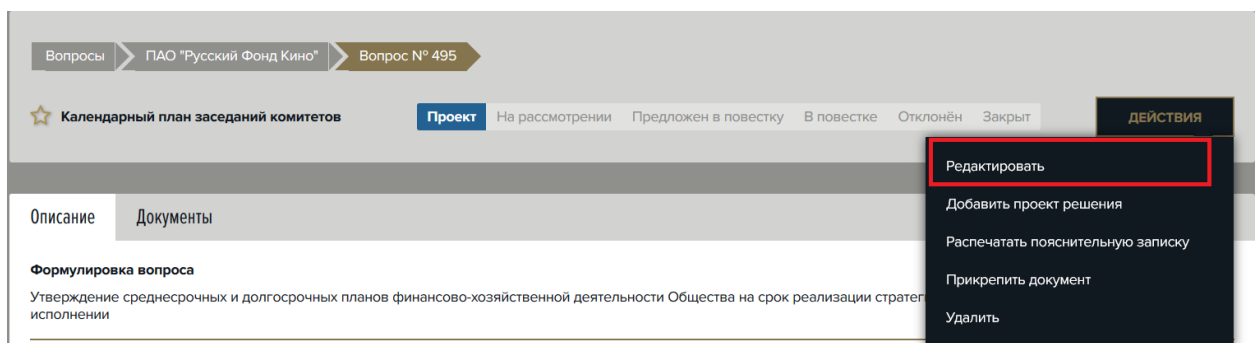 Вопросы ПАО "Русский Фонд Кино" Вопрос № 495
Календарный план заседаний комитетов Проект На рассмотрении Предложен в повестку В повестке Отклонён Закрыт ДЕЙСТВИЯ
Редактировать
Добавить проект решения
Распечатать пояснительную записку
Прикрепить документ
Удалить
Описание Документы
Формулировка вопроса
Утверждение среднесрочных и долгосрочных планов финансово-хозяйственной деятельности Общества на срок реализации
исполнении